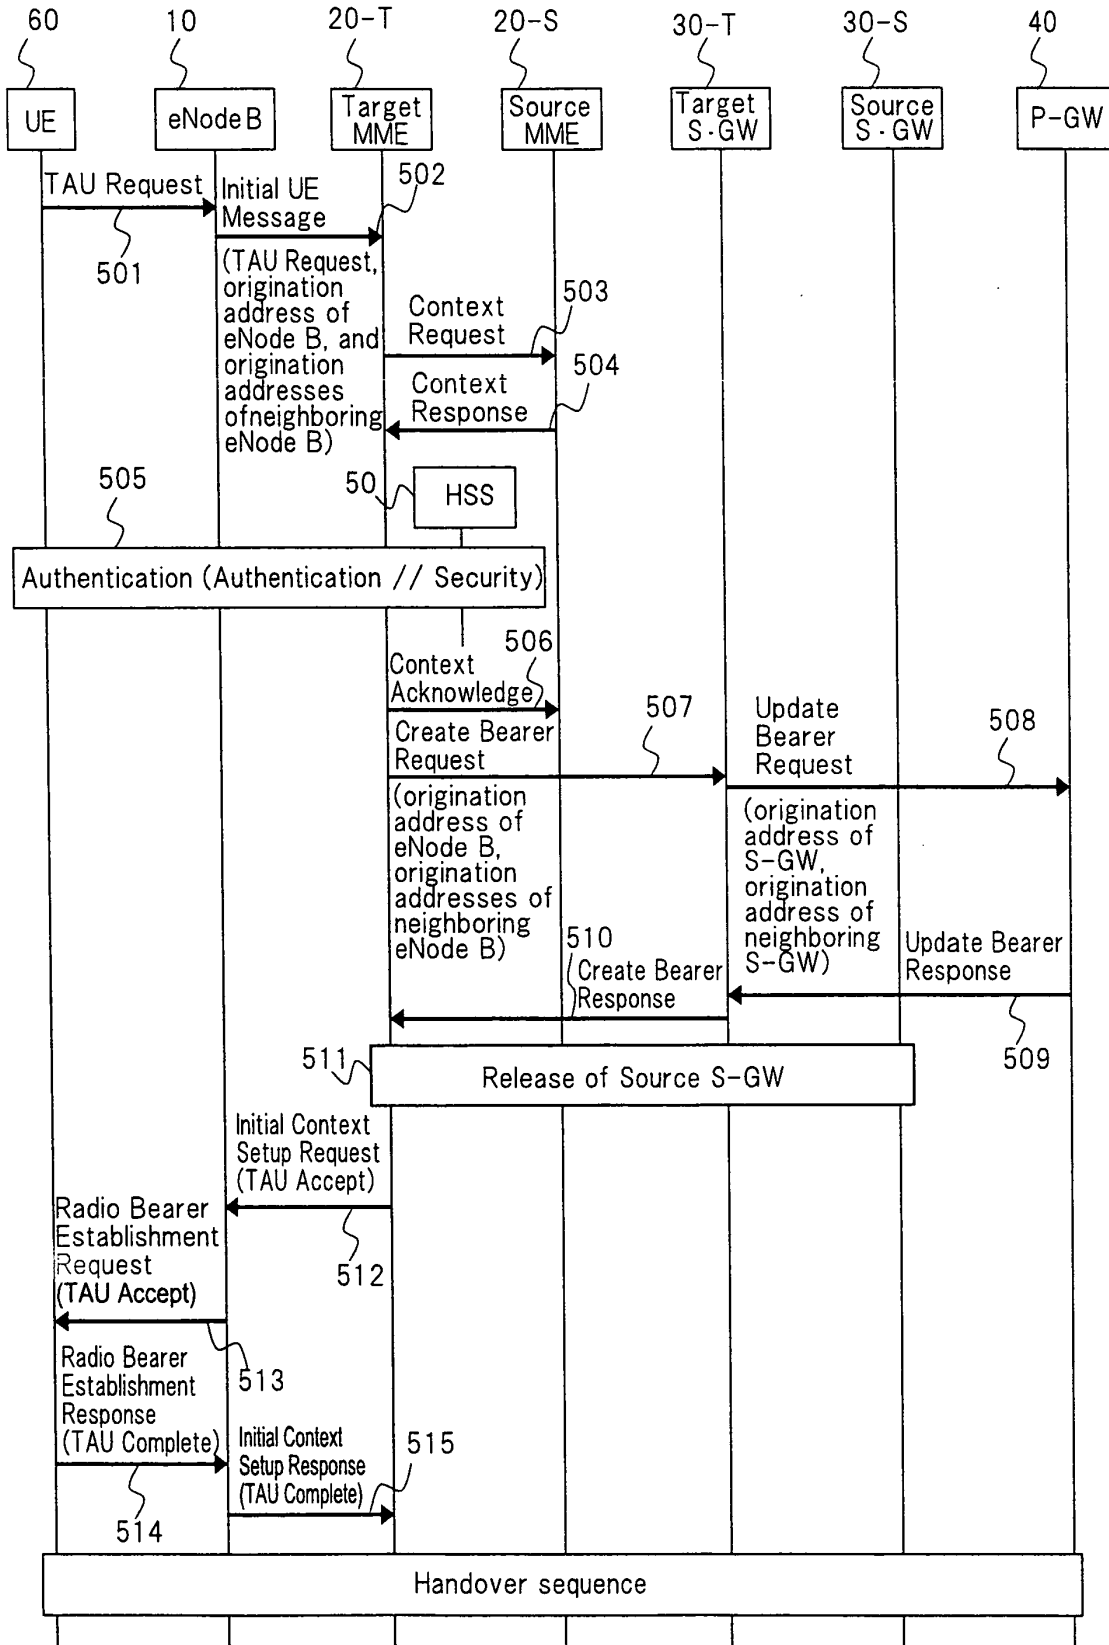 60
10
20-T
20-S
30-T
30-S
40
UE
eNode B
Target
MME
Source
MME
Target
S·GW
Source
S·GW
P-GW
TAU Request
501
Initial UE
Message
502
(TAU Request,
origination
address of
eNode B, and
origination
addresses
ofneighboring
eNode B)
Context
Request
503
Context
Response
504
50
HSS
505
Authentication (Authentication // Security)
Context
Acknowledge
506
Create Bearer
Request
507
(origination
address of
eNode B,
origination
addresses of
neighboring
eNode B)
Update
Bearer
Request
508
(origination
address of
S-GW,
origination
address of
neighboring
S-GW)
Update Bearer
Response
509
510
Create Bearer
Response
511
Release of Source S-GW
Initial Context
Setup Request
(TAU Accept)
512
Radio Bearer
Establishment
Request
(TAU Accept)
513
Radio Bearer
Establishment
Response
(TAU Complete)
514
Initial Context
Setup Response
(TAU Complete)
515
Handover sequence